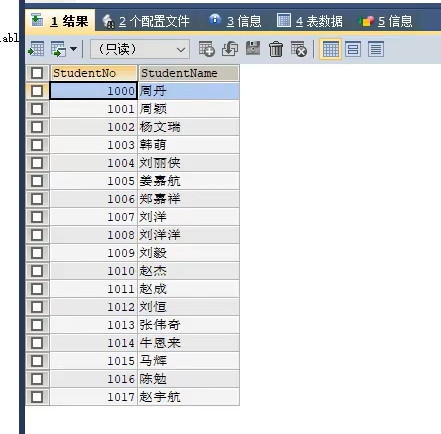 1 结果 2 个配置文件 3 信息 4 表数据 5 信息
abl
（只读）
StudentNo StudentName
1000 周丹
1001 周颖
1002 杨文瑞
1003 韩萌
1004 刘丽侠
1005 姜嘉航
1006 郑嘉祥
1007 刘洋
1008 刘洋洋
1009 刘毅
1010 赵杰
1011 赵成
1012 刘恒
1013 张伟奇
1014 牛恩来
1015 马辉
1016 陈勉
1017 赵宇航